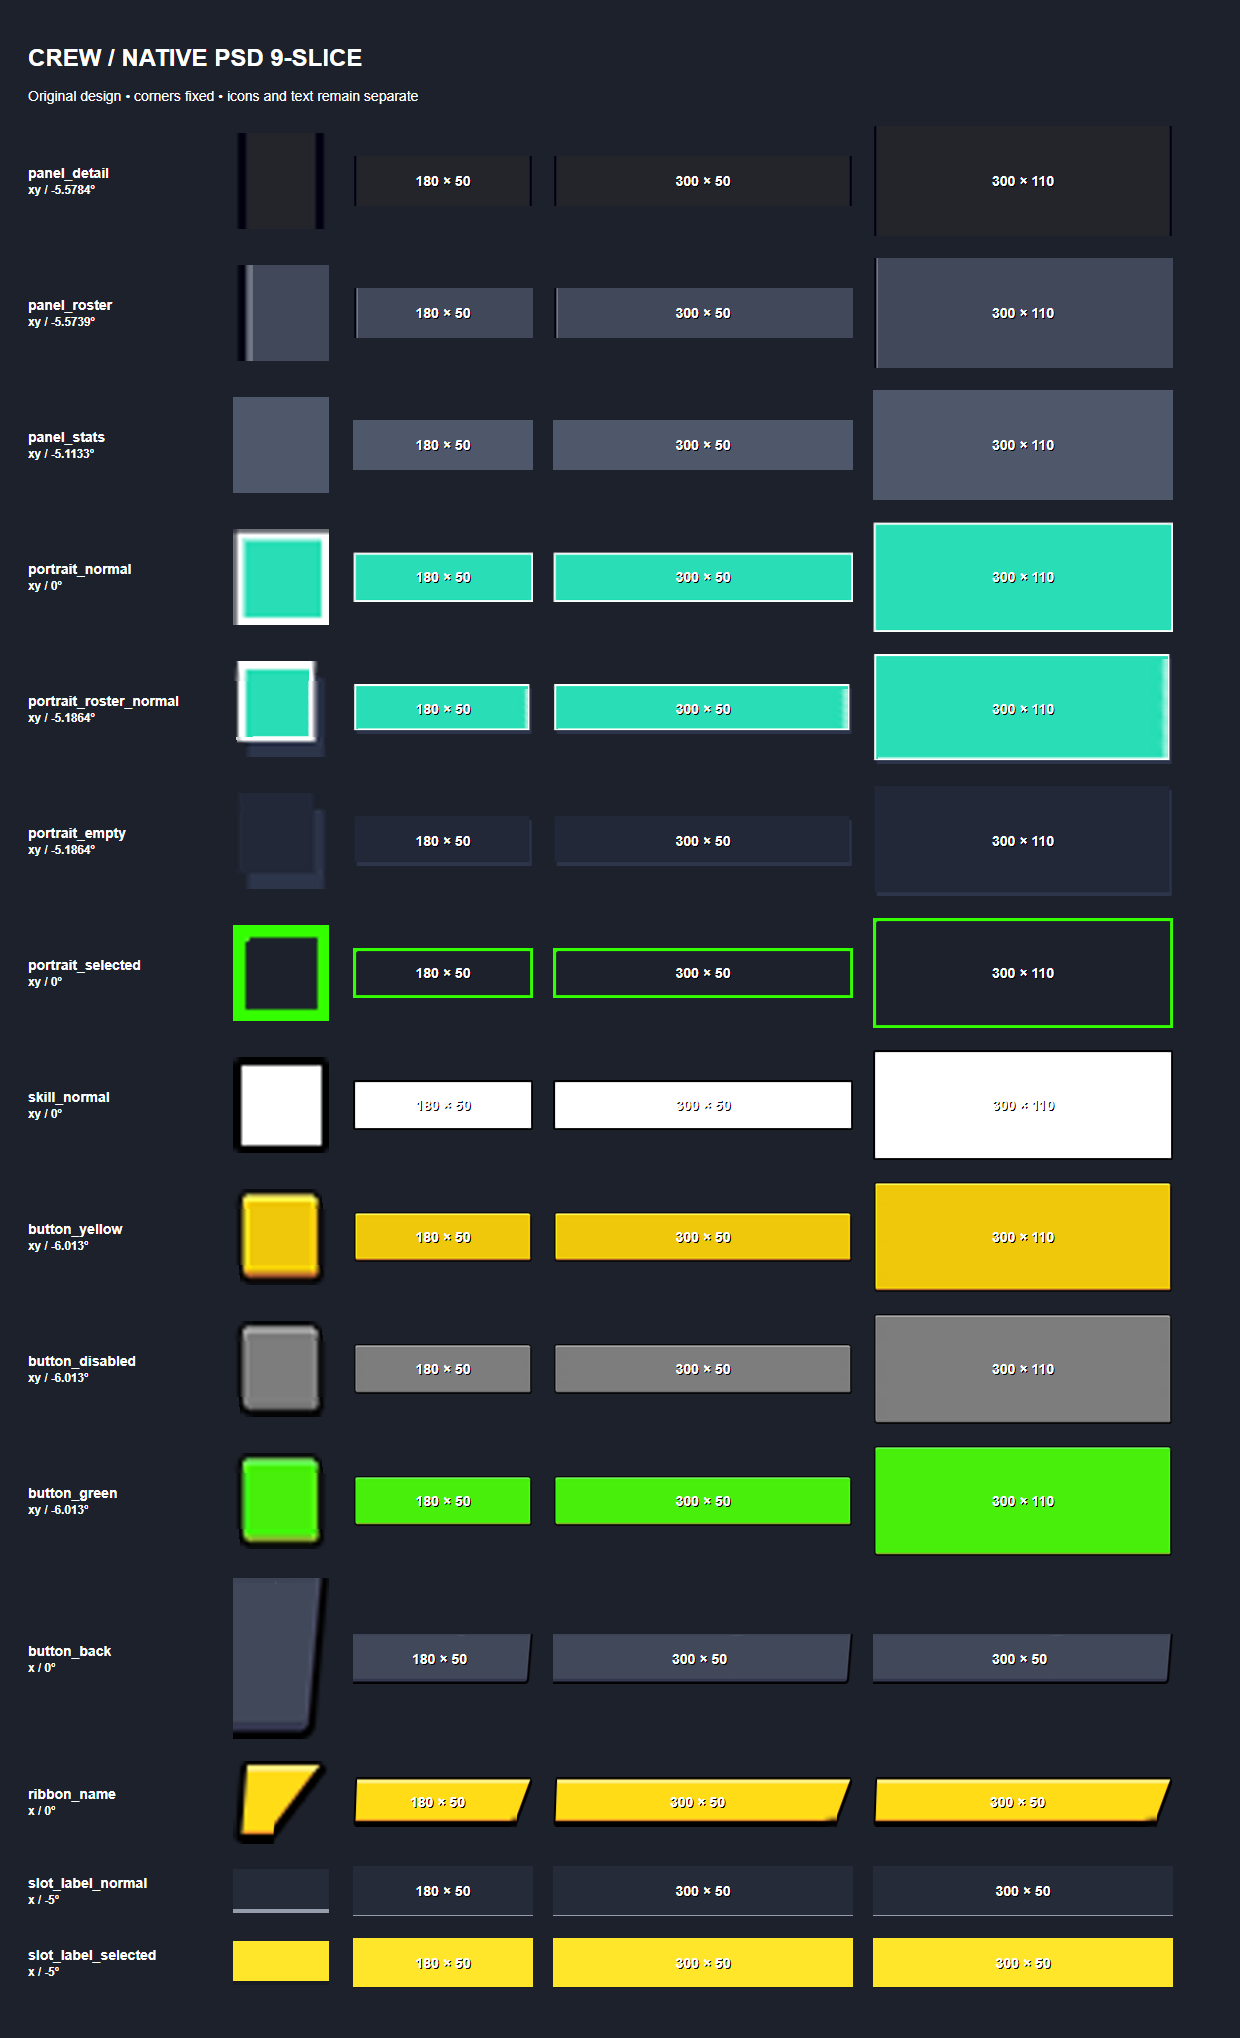 CREW / NATIVE PSD 9-SLICE
Original design • corners fixed • icons and text remain separate
panel_detail
xy / -5.5784°
180 × 50
300 × 50
300 × 110
panel_roster
xy / -5.5739°
180 × 50
300 × 50
300 × 110
panel_stats
xy / -5.1133°
180 × 50
300 × 50
300 × 110
portrait_normal
xy / 0°
180 × 50
300 × 50
300 × 110
portrait_roster_normal
xy / -5.1864°
180 × 50
300 × 50
300 × 110
portrait_empty
xy / -5.1864°
180 × 50
300 × 50
300 × 110
portrait_selected
xy / 0°
180 × 50
300 × 50
300 × 110
skill_normal
xy / 0°
180 × 50
300 × 50
300 × 110
button_yellow
xy / -6.013°
180 × 50
300 × 50
300 × 110
button_disabled
xy / -6.013°
180 × 50
300 × 50
300 × 110
button_green
xy / -6.013°
180 × 50
300 × 50
300 × 110
button_back
x / 0°
180 × 50
300 × 50
300 × 50
ribbon_name
x / 0°
180 × 50
300 × 50
300 × 50
slot_label_normal
x / -5°
180 × 50
300 × 50
300 × 50
slot_label_selected
x / -5°
180 × 50
300 × 50
300 × 50